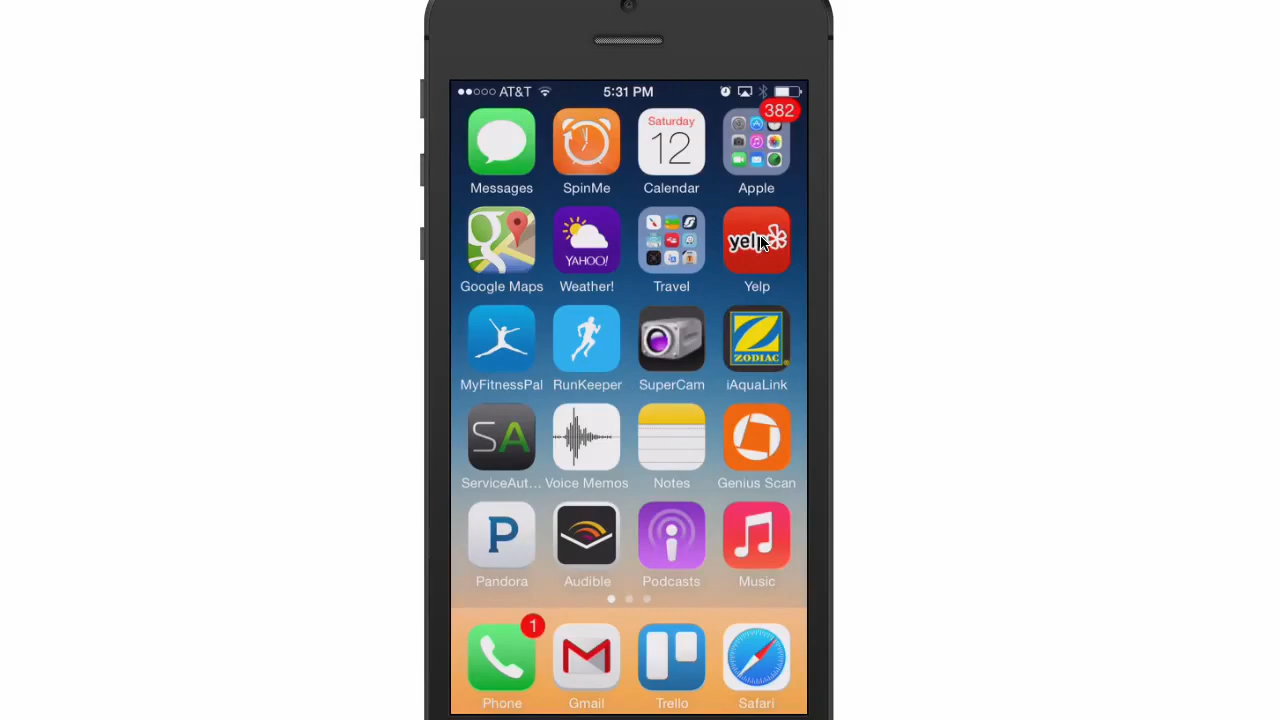 AT&T 5:31 PM
382
Saturday
12
Messages SpinMe Calendar Apple
YAHOO!
yelp
Google Maps Weather! Travel Yelp
ZODIAC
MyFitnessPal RunKeeper SuperCam iAquaLink
SA
ServiceAut... Voice Memos Notes Genius Scan
P
Pandora Audible Podcasts Music
1
Phone Gmail Trello Safari